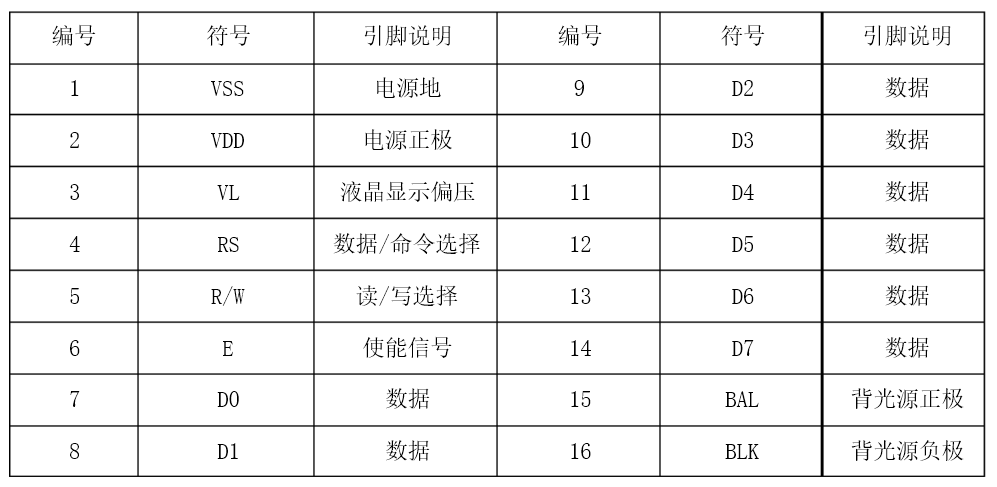 编号 符号 引脚说明 编号 符号 引脚说明
1 VSS 电源地 9 D2 数据
2 VDD 电源正极 10 D3 数据
3 VL 液晶显示偏压 11 D4 数据
4 RS 数据/命令选择 12 D5 数据
5 R/W 读/写选择 13 D6 数据
6 E 使能信号 14 D7 数据
7 D0 数据 15 BAL 背光源正极
8 D1 数据 16 BLK 背光源负极